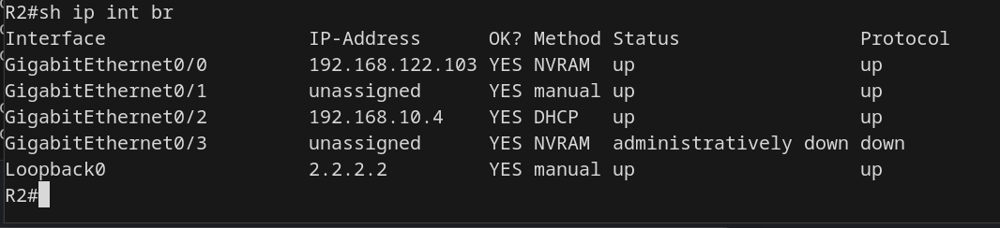 R2#sh ip int br
Interface                  IP-Address      OK? Method Status                Protocol
GigabitEthernet0/0         192.168.122.103 YES NVRAM  up                    up
GigabitEthernet0/1         unassigned      YES manual up                    up
GigabitEthernet0/2         192.168.10.4    YES DHCP   up                    up
GigabitEthernet0/3         unassigned      YES NVRAM  administratively down down
Loopback0                  2.2.2.2         YES manual up                    up
R2#